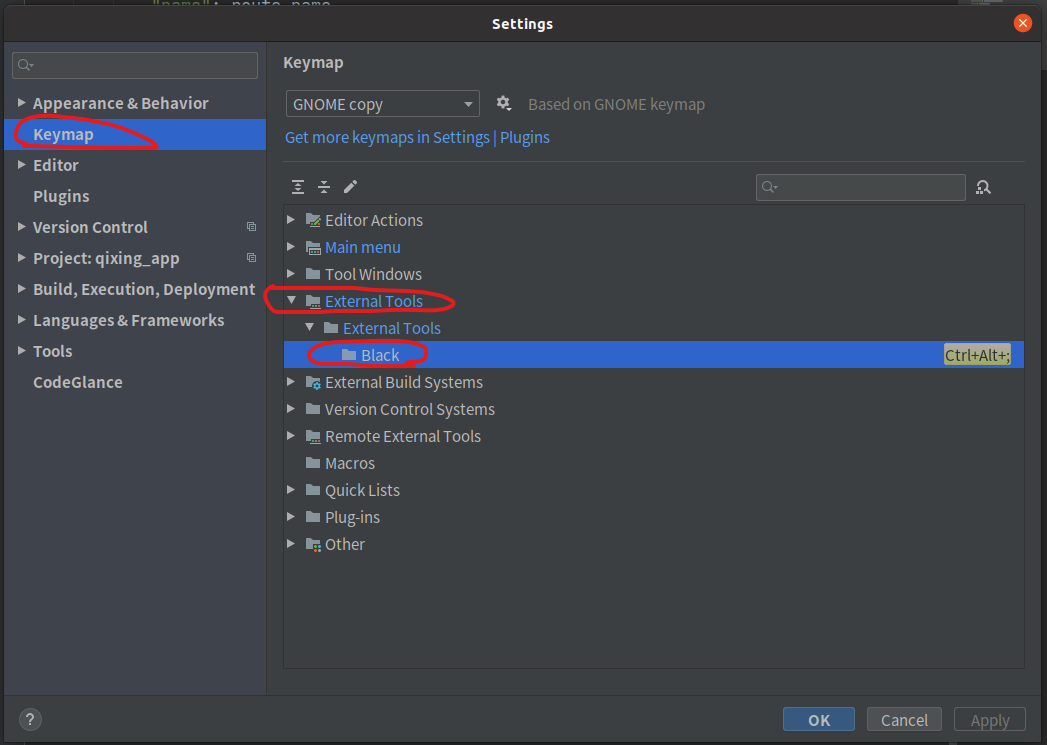 "name": route.name
Settings
Appearance & Behavior
Keymap
Editor
Plugins
Version Control
Project: qixing_app
Build, Execution, Deployment
Languages & Frameworks
Tools
CodeGlance
Keymap
GNOME copy
Based on GNOME keymap
Get more keymaps in Settings | Plugins
Editor Actions
Main menu
Tool Windows
External Tools
External Tools
Black Ctrl+Alt+;
External Build Systems
Version Control Systems
Remote External Tools
Macros
Quick Lists
Plug-ins
Other
?
OK
Cancel
Apply